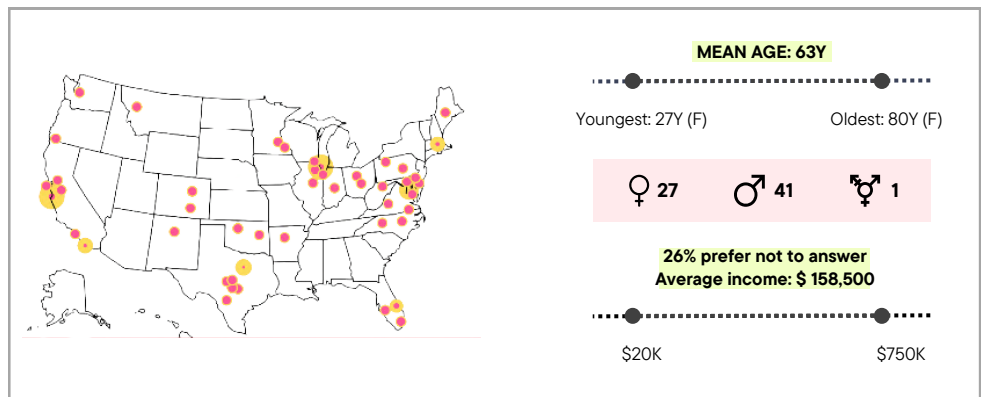 MEAN AGE: 63Y
Youngest: 27Y (F)
Oldest: 80Y (F)
27
41
1
26% prefer not to answer
Average income: $ 158,500
$20K
$750K